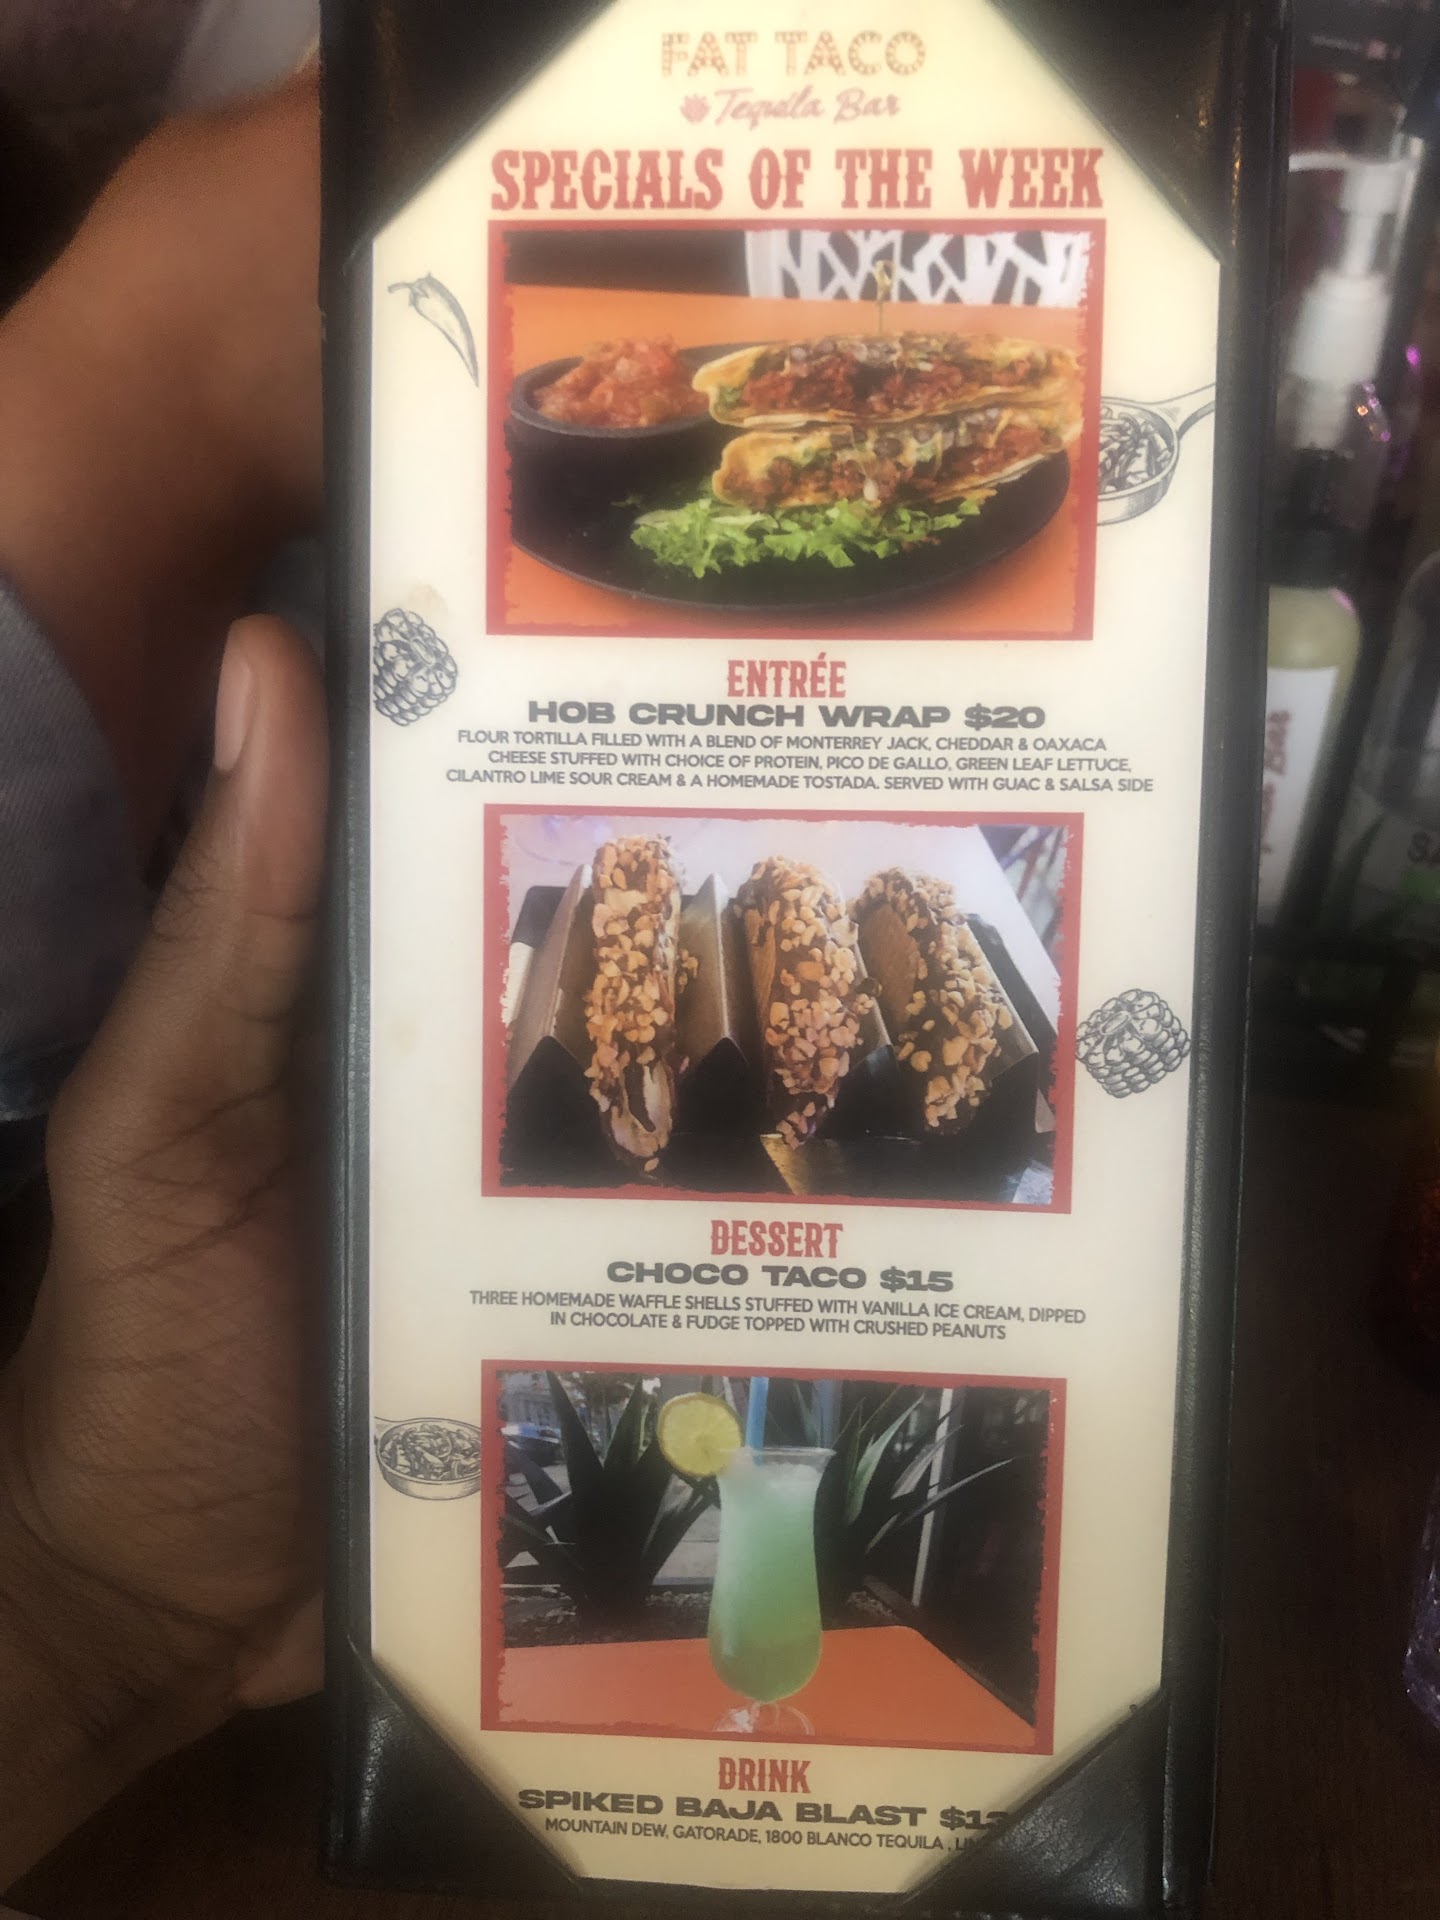 FAT TACO
Tequila Bar
SPECIALS OF THE WEEK
ENTRÉE
HOB CRUNCH WRAP $20
FLOUR TORTILLA FILLED WITH A BLEND OF MONTERREY JACK, CHEDDAR & OAXACA
CHEESE STUFFED WITH CHOICE OF PROTEIN, PICO DE GALLO, GREEN LEAF LETTUCE,
CILANTRO LIME SOUR CREAM & A HOMEMADE TOSTADA. SERVED WITH GUAC & SALSA SIDE
DESSERT
CHOCO TACO $15
THREE HOMEMADE WAFFLE SHELLS STUFFED WITH VANILLA ICE CREAM, DIPPED
IN CHOCOLATE & FUDGE TOPPED WITH CRUSHED PEANUTS
DRINK
SPIKED BAJA BLAST
MOUNTAIN DEW, GATORADE, 1800 BLANCO TEQUILA ,